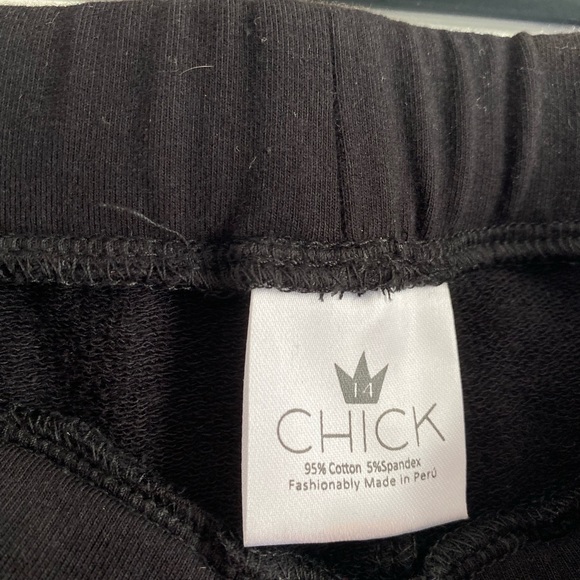 14
CHICK
95% Cotton 5%Spandex
Fashionably Made in Perú